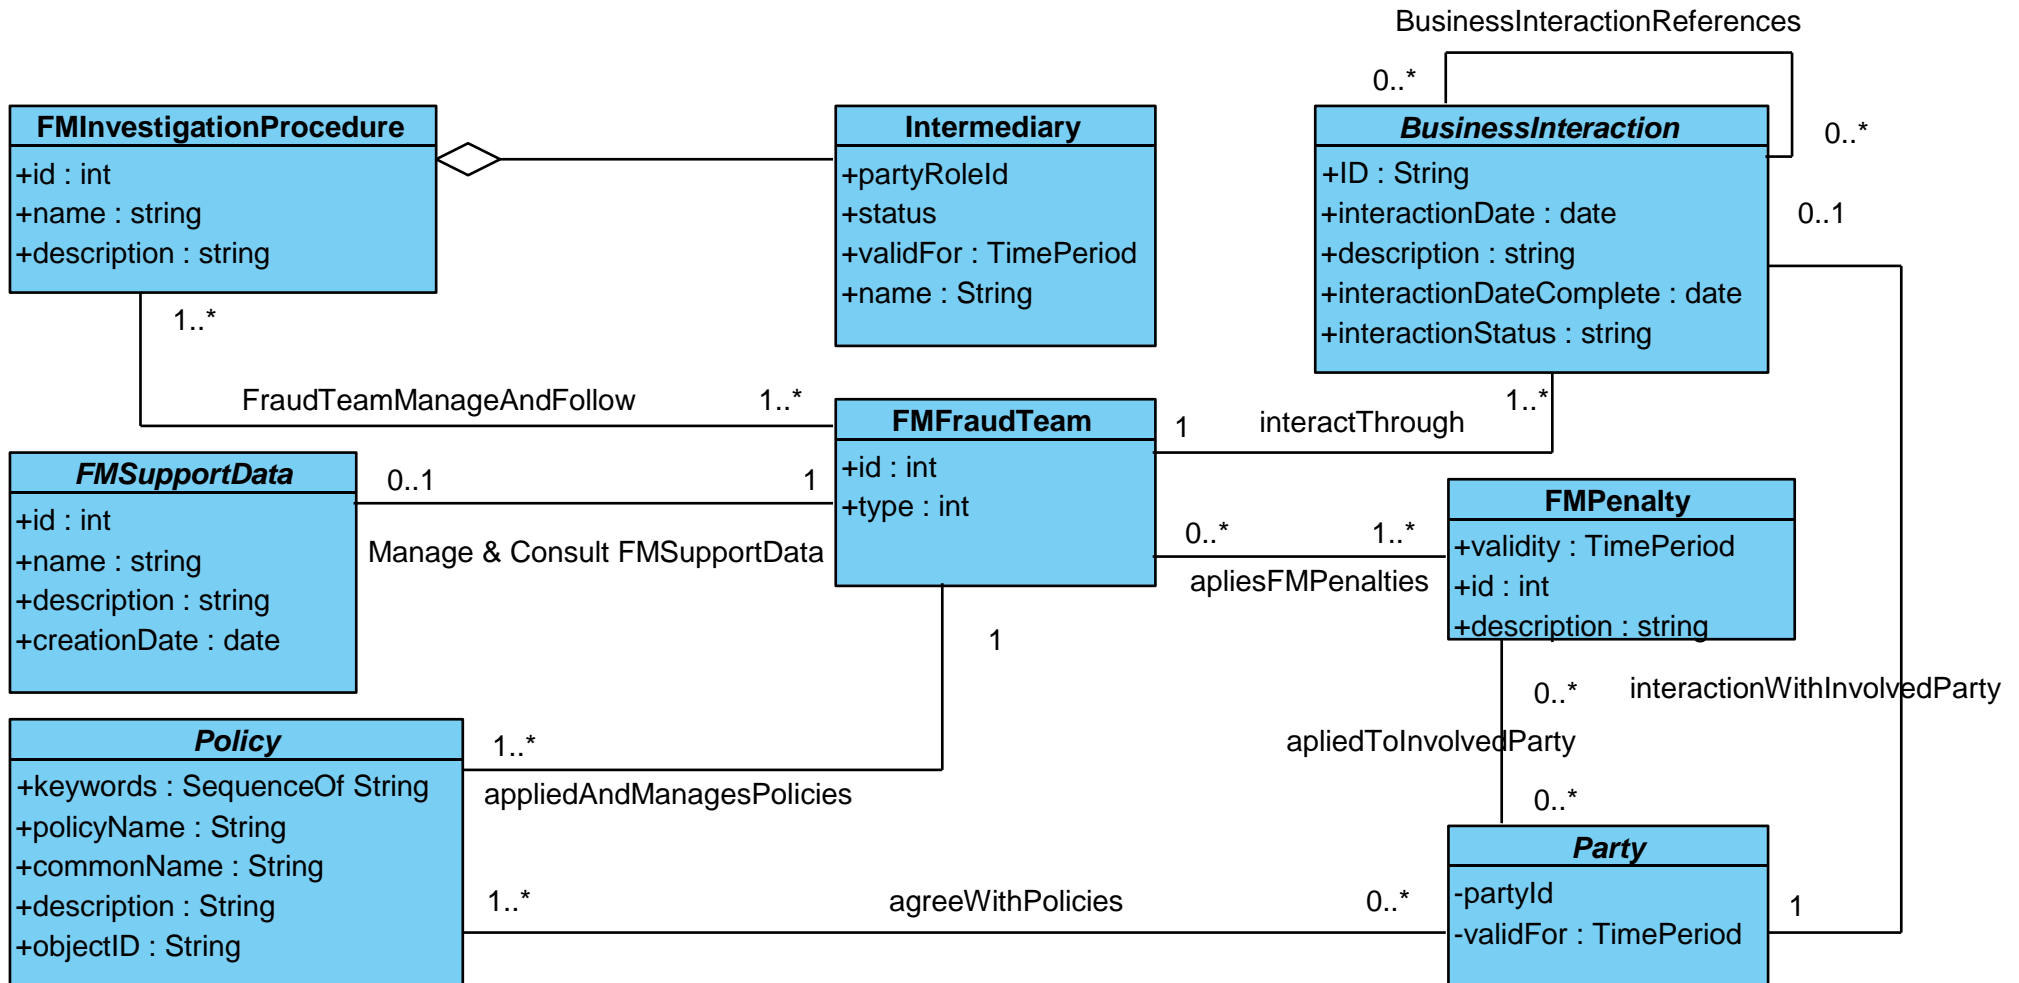 BusinessInteractionReferences
0..*
0..*
FMInvestigationProcedure
+id : int
+name : string
+description : string
1..*
Intermediary
+partyRoleId
+status
+validFor : TimePeriod
+name : String
BusinessInteraction
+ID : String
+interactionDate : date
+description : string
+interactionDateComplete : date
+interactionStatus : string
0..1
1..*
FraudTeamManageAndFollow
1..*
FMFraudTeam
+id : int
+type : int
1
interactThrough
FMSupportData
+id : int
+name : string
+description : string
+creationDate : date
0..1
1
Manage & Consult FMSupportData
0..*
1..*
apliesFMPenalties
FMPenalty
+validity : TimePeriod
+id : int
+description : string
1
0..*
interactionWithInvolvedParty
apliedToInvolvedParty
0..*
Policy
+keywords : SequenceOf String
+policyName : String
+commonName : String
+description : String
+objectID : String
1..*
appliedAndManagesPolicies
1..*
agreeWithPolicies
0..*
Party
-partyId
-validFor : TimePeriod
1